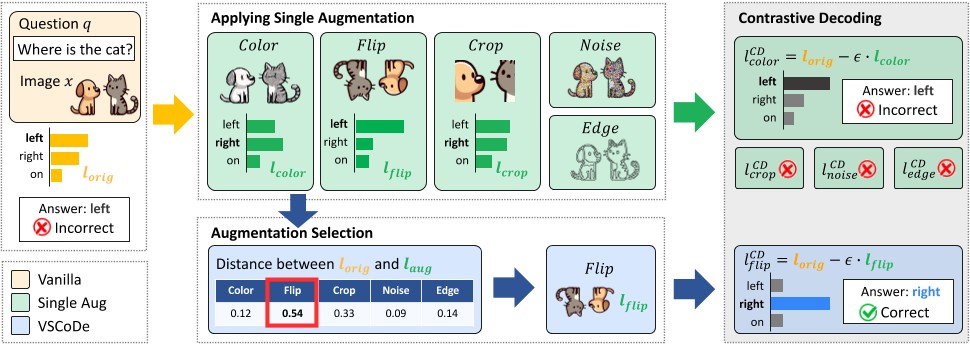 Question q
Where is the cat?
Image x
left
right
on
l_orig
Answer: left
Incorrect
Vanilla
Single Aug
VSCoDe
Applying Single Augmentation
Color
left
right
on
l_color
Flip
left
right
on
l_flip
Crop
left
right
on
l_crop
Noise
Edge
Augmentation Selection
Distance between l_orig and l_aug
Color Flip Crop Noise Edge
0.12 0.54 0.33 0.09 0.14
Flip
l_flip
Contrastive Decoding
l^CD_color = l_orig − ϵ · l_color
left
right
on
Answer: left
Incorrect
l^CD_crop l^CD_noise l^CD_edge
l^CD_flip = l_orig − ϵ · l_flip
left
right
on
Answer: right
Correct